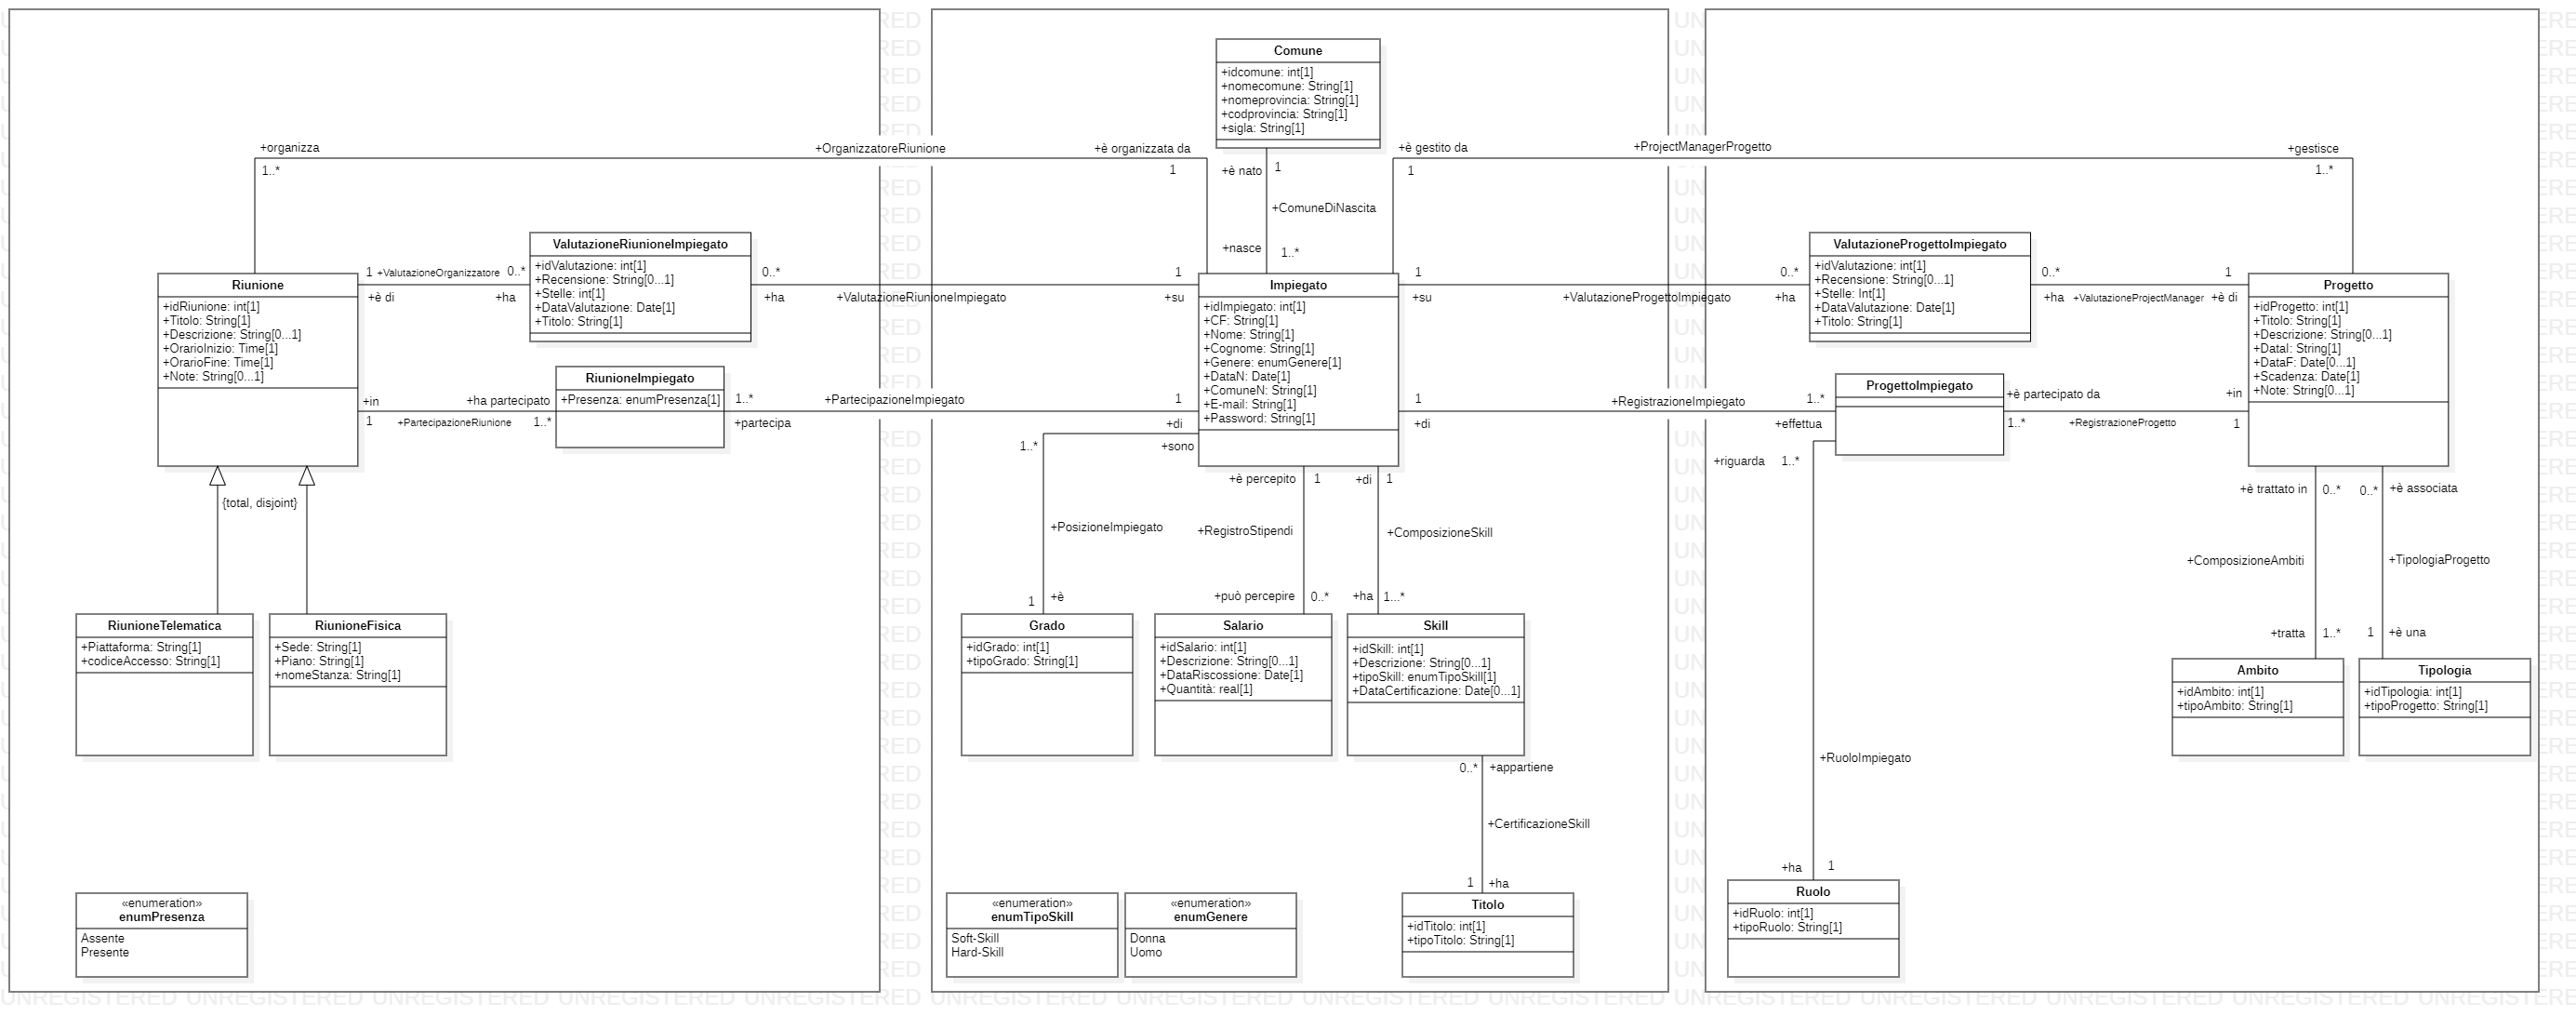 Comune
+idcomune: int[1]
+nomecomune: String[1]
+nomeprovincia: String[1]
+codprovincia: String[1]
+sigla: String[1]
+organizza
1..*
+OrganizzatoreRiunione
+è organizzata da
1
+è nato
1
+ComuneDiNascita
+nasce
1..*
+è gestito da
1
+ProjectManagerProgetto
+gestisce
1..*
Riunione
+idRiunione: int[1]
+Titolo: String[1]
+Descrizione: String[0...1]
+OrarioInizio: Time[1]
+OrarioFine: Time[1]
+Note: String[0...1]
1
+ValutazioneOrganizzatore
0..*
+è di
+ha
ValutazioneRiunioneImpiegato
+idValutazione: int[1]
+Recensione: String[0...1]
+Stelle: int[1]
+DataValutazione: Date[1]
+Titolo: String[1]
0..*
+ha
+ValutazioneRiunioneImpiegato
1
+su
+in
+ha partecipato
1
+PartecipazioneRiunione
1..*
RiunioneImpiegato
+Presenza: enumPresenza[1]
1..*
+partecipa
+PartecipazioneImpiegato
1
+di
Impiegato
+idImpiegato: int[1]
+CF: String[1]
+Nome: String[1]
+Cognome: String[1]
+Genere: enumGenere[1]
+DataN: Date[1]
+ComuneN: String[1]
+E-mail: String[1]
+Password: String[1]
1
+su
+ValutazioneProgettoImpiegato
0..*
+ha
ValutazioneProgettoImpiegato
+idValutazione: int[1]
+Recensione: String[0...1]
+Stelle: Int[1]
+DataValutazione: Date[1]
+Titolo: String[1]
0..*
+ha
+ValutazioneProjectManager
1
+è di
Progetto
+idProgetto: int[1]
+Titolo: String[1]
+Descrizione: String[0...1]
+DataI: String[1]
+DataF: Date[0...1]
+Scadenza: Date[1]
+Note: String[0...1]
1
+di
+RegistrazioneImpiegato
1..*
+effettua
ProgettoImpiegato
+è partecipato da
1..*
+RegistrazioneProgetto
+in
1
+riguarda
1..*
{total, disjoint}
1..*
+sono
+PosizioneImpiegato
1
+è
+è percepito
1
+RegistroStipendi
+può percepire
0..*
+di
1
+ComposizioneSkill
+ha
1...*
+è trattato in
0..*
+ComposizioneAmbiti
+tratta
1..*
0..*
+è associata
+TipologiaProgetto
1
+è una
RiunioneTelematica
+Piattaforma: String[1]
+codiceAccesso: String[1]
RiunioneFisica
+Sede: String[1]
+Piano: String[1]
+nomeStanza: String[1]
Grado
+idGrado: int[1]
+tipoGrado: String[1]
Salario
+idSalario: int[1]
+Descrizione: String[0...1]
+DataRiscossione: Date[1]
+Quantità: real[1]
Skill
+idSkill: int[1]
+Descrizione: String[0...1]
+tipoSkill: enumTipoSkill[1]
+DataCertificazione: Date[0...1]
Ambito
+idAmbito: int[1]
+tipoAmbito: String[1]
Tipologia
+idTipologia: int[1]
+tipoProgetto: String[1]
0..*
+appartiene
+CertificazioneSkill
1
+ha
+RuoloImpiegato
+ha
1
«enumeration»
enumPresenza
Assente
Presente
«enumeration»
enumTipoSkill
Soft-Skill
Hard-Skill
«enumeration»
enumGenere
Donna
Uomo
Titolo
+idTitolo: int[1]
+tipoTitolo: String[1]
Ruolo
+idRuolo: int[1]
+tipoRuolo: String[1]
UNREGISTERED UNREGISTERED UNREGISTERED UNREGISTERED UNREGISTERED UNREGISTERED UNREGISTERED UNREGISTERED UNREGISTERED UNREGISTERED UNREGISTERED UNREGISTERED UNREGISTERED